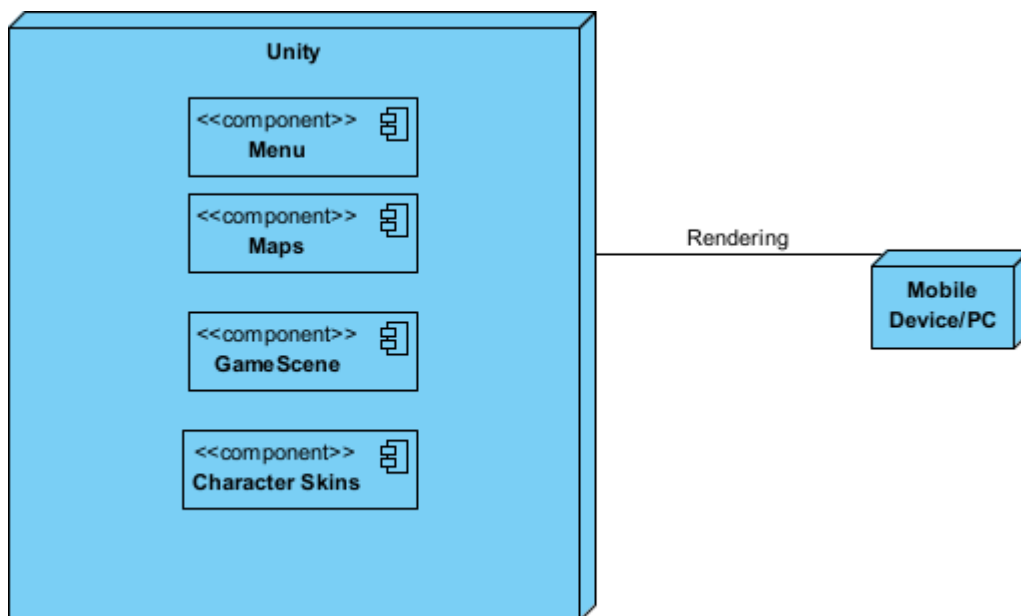 Unity
<<component>>
Menu
<<component>>
Maps
Rendering
Mobile
Device/PC
<<component>>
GameScene
<<component>>
Character Skins